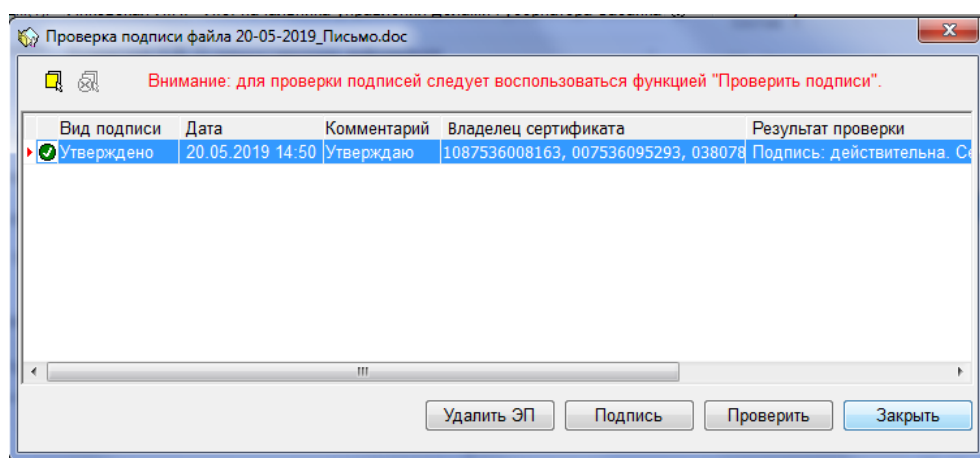 Проверка подписи файла 20-05-2019_Письмо.doc
Внимание: для проверки подписей следует воспользоваться функцией "Проверить подписи".
Вид подписи Дата Комментарий Владелец сертификата Результат проверки
Утверждено 20.05.2019 14:50 Утверждаю 1087536008163, 007536095293, 038078 Подпись: действительна. Се
Удалить ЭП Подпись Проверить Закрыть